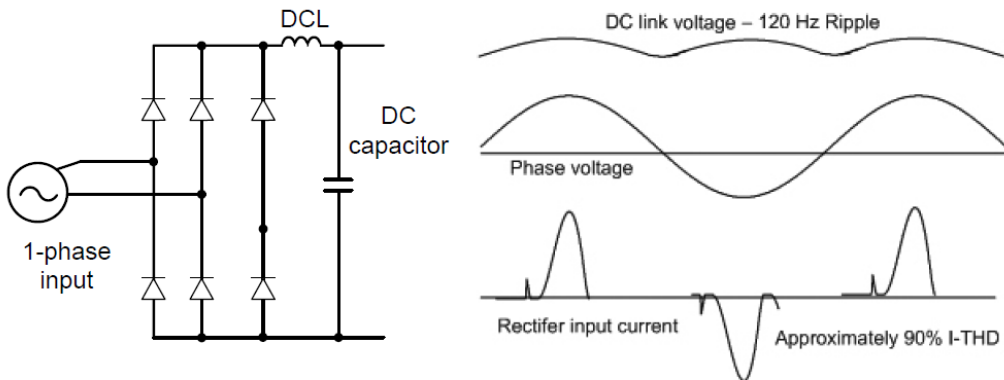 DCL
DC
capacitor
1-phase
input
DC link voltage – 120 Hz Ripple
Phase voltage
Rectifer input current
Approximately 90% I-THD